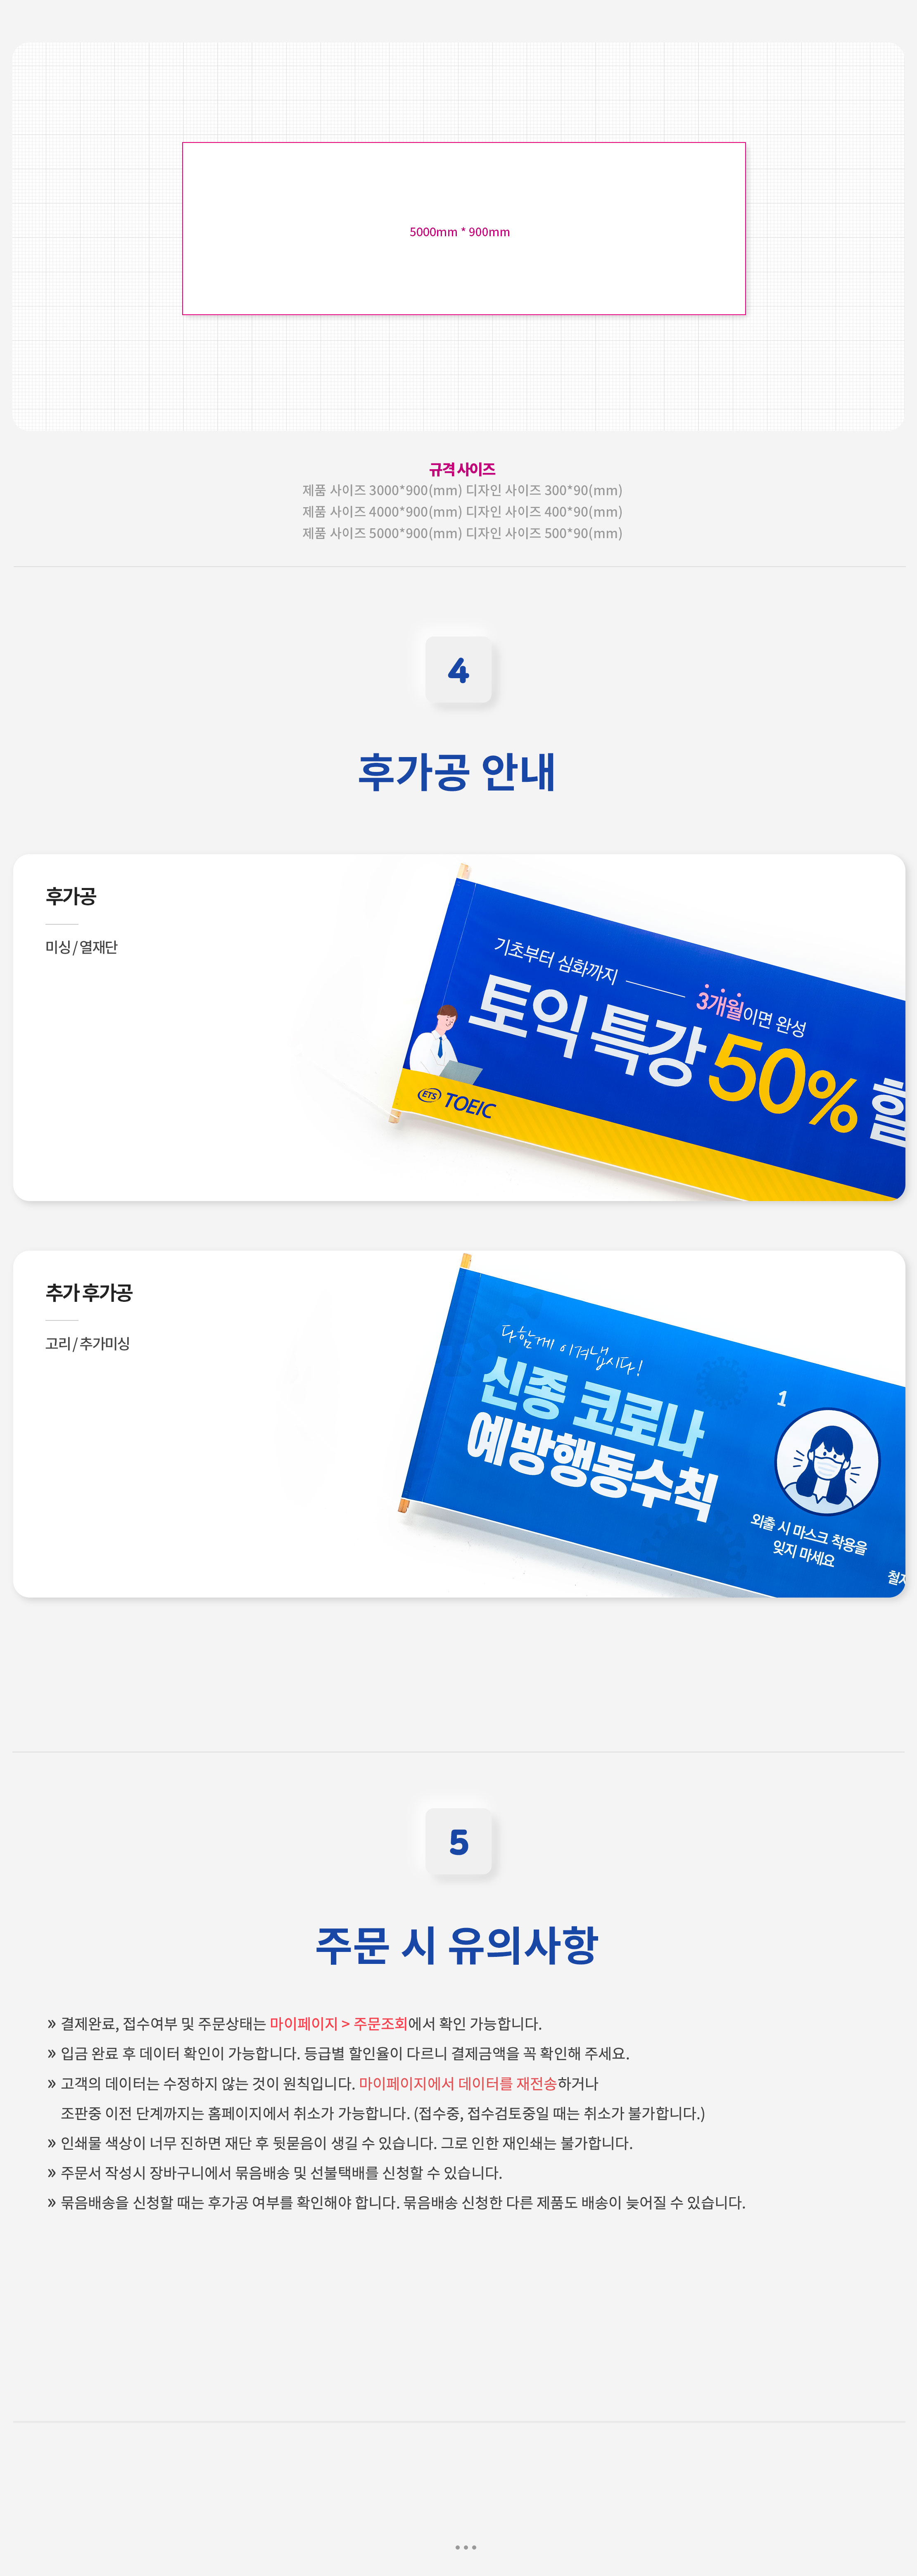 5000mm * 900mm
규격사이즈
제품 사이즈 3000*900(mm) 디자인 사이즈 300*90(mm)
제품 사이즈 4000*900(mm) 디자인 사이즈 400*90(mm)
제품 사이즈 5000*900(mm) 디자인 사이즈 500*90(mm)
4
후가공 안내
후가공
미싱 / 열재단
기초부터 심화까지
3개월이면 완성
토익 특강 50%
ETS TOEIC
추가 후가공
고리 / 추가미싱
다함께 이겨냅시다!
신종 코로나
예방행동수칙
1
외출 시 마스크 착용을
잊지 마세요
5
주문 시 유의사항
» 결제완료, 접수여부 및 주문상태는 마이페이지 > 주문조회에서 확인 가능합니다.
» 입금 완료 후 데이터 확인이 가능합니다. 등급별 할인율이 다르니 결제금액을 꼭 확인해 주세요.
» 고객의 데이터는 수정하지 않는 것이 원칙입니다. 마이페이지에서 데이터를 재전송하거나
조판중 이전 단계까지는 홈페이지에서 취소가 가능합니다. (접수중, 접수검토중일 때는 취소가 불가합니다.)
» 인쇄물 색상이 너무 진하면 재단 후 뒷묻음이 생길 수 있습니다. 그로 인한 재인쇄는 불가합니다.
» 주문서 작성시 장바구니에서 묶음배송 및 선불택배를 신청할 수 있습니다.
» 묶음배송을 신청할 때는 후가공 여부를 확인해야 합니다. 묶음배송 신청한 다른 제품도 배송이 늦어질 수 있습니다.